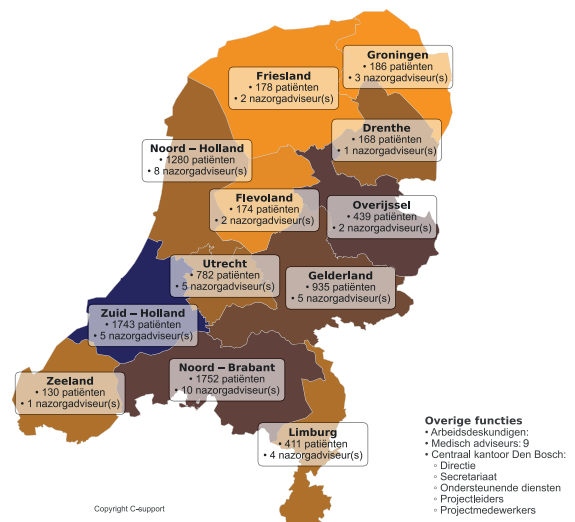 Groningen
• 186 patiënten
• 3 nazorgadviseur(s)
Friesland
• 178 patiënten
• 2 nazorgadviseur(s)
Drenthe
• 168 patiënten
• 1 nazorgadviseur(s)
Noord – Holland
• 1280 patiënten
• 8 nazorgadviseur(s)
Flevoland
• 174 patiënten
• 2 nazorgadviseur(s)
Overijssel
• 439 patiënten
• 2 nazorgadviseur(s)
Utrecht
• 782 patiënten
• 5 nazorgadviseur(s)
Gelderland
• 935 patiënten
• 5 nazorgadviseur(s)
Zuid – Holland
• 1743 patiënten
• 5 nazorgadviseur(s)
Noord – Brabant
• 1752 patiënten
• 10 nazorgadviseur(s)
Zeeland
• 130 patiënten
• 1 nazorgadviseur(s)
Limburg
• 411 patiënten
• 4 nazorgadviseur(s)
Overige functies
• Arbeidsdeskundigen:
• Medisch adviseurs: 9
• Centraal kantoor Den Bosch:
◦ Directie
◦ Secretariaat
◦ Ondersteunende diensten
◦ Projectleiders
◦ Projectmedewerkers
Copyright C-support